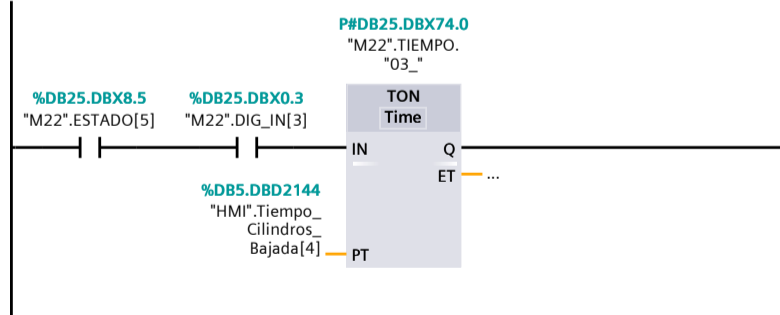 P#DB25.DBX74.0
"M22".TIEMPO.
"03_"
%DB25.DBX8.5
"M22".ESTADO[5]
%DB25.DBX0.3
"M22".DIG_IN[3]
TON
Time
IN
Q
ET
...
%DB5.DBD2144
"HMI".Tiempo_
Cilindros_
Bajada[4]
PT